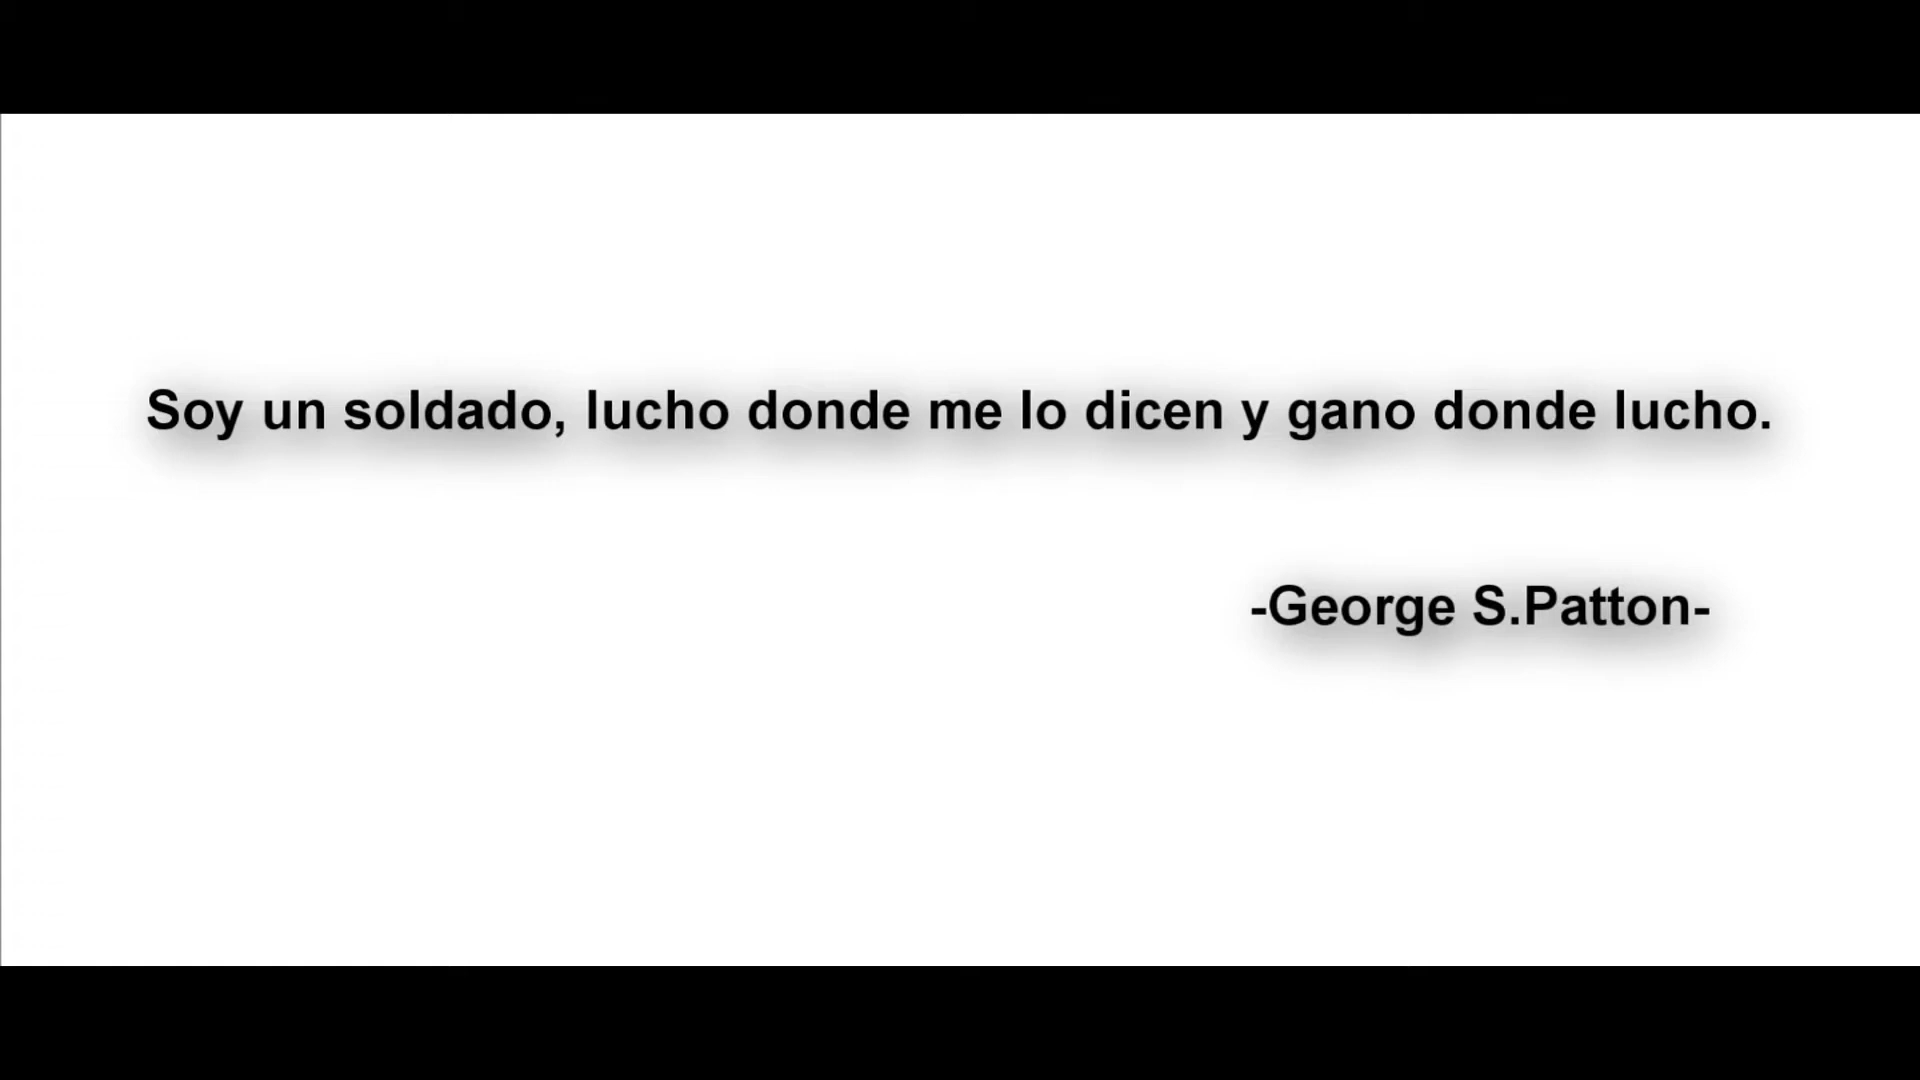 Soy un soldado, lucho donde me lo dicen y gano donde lucho.
-George S.Patton-